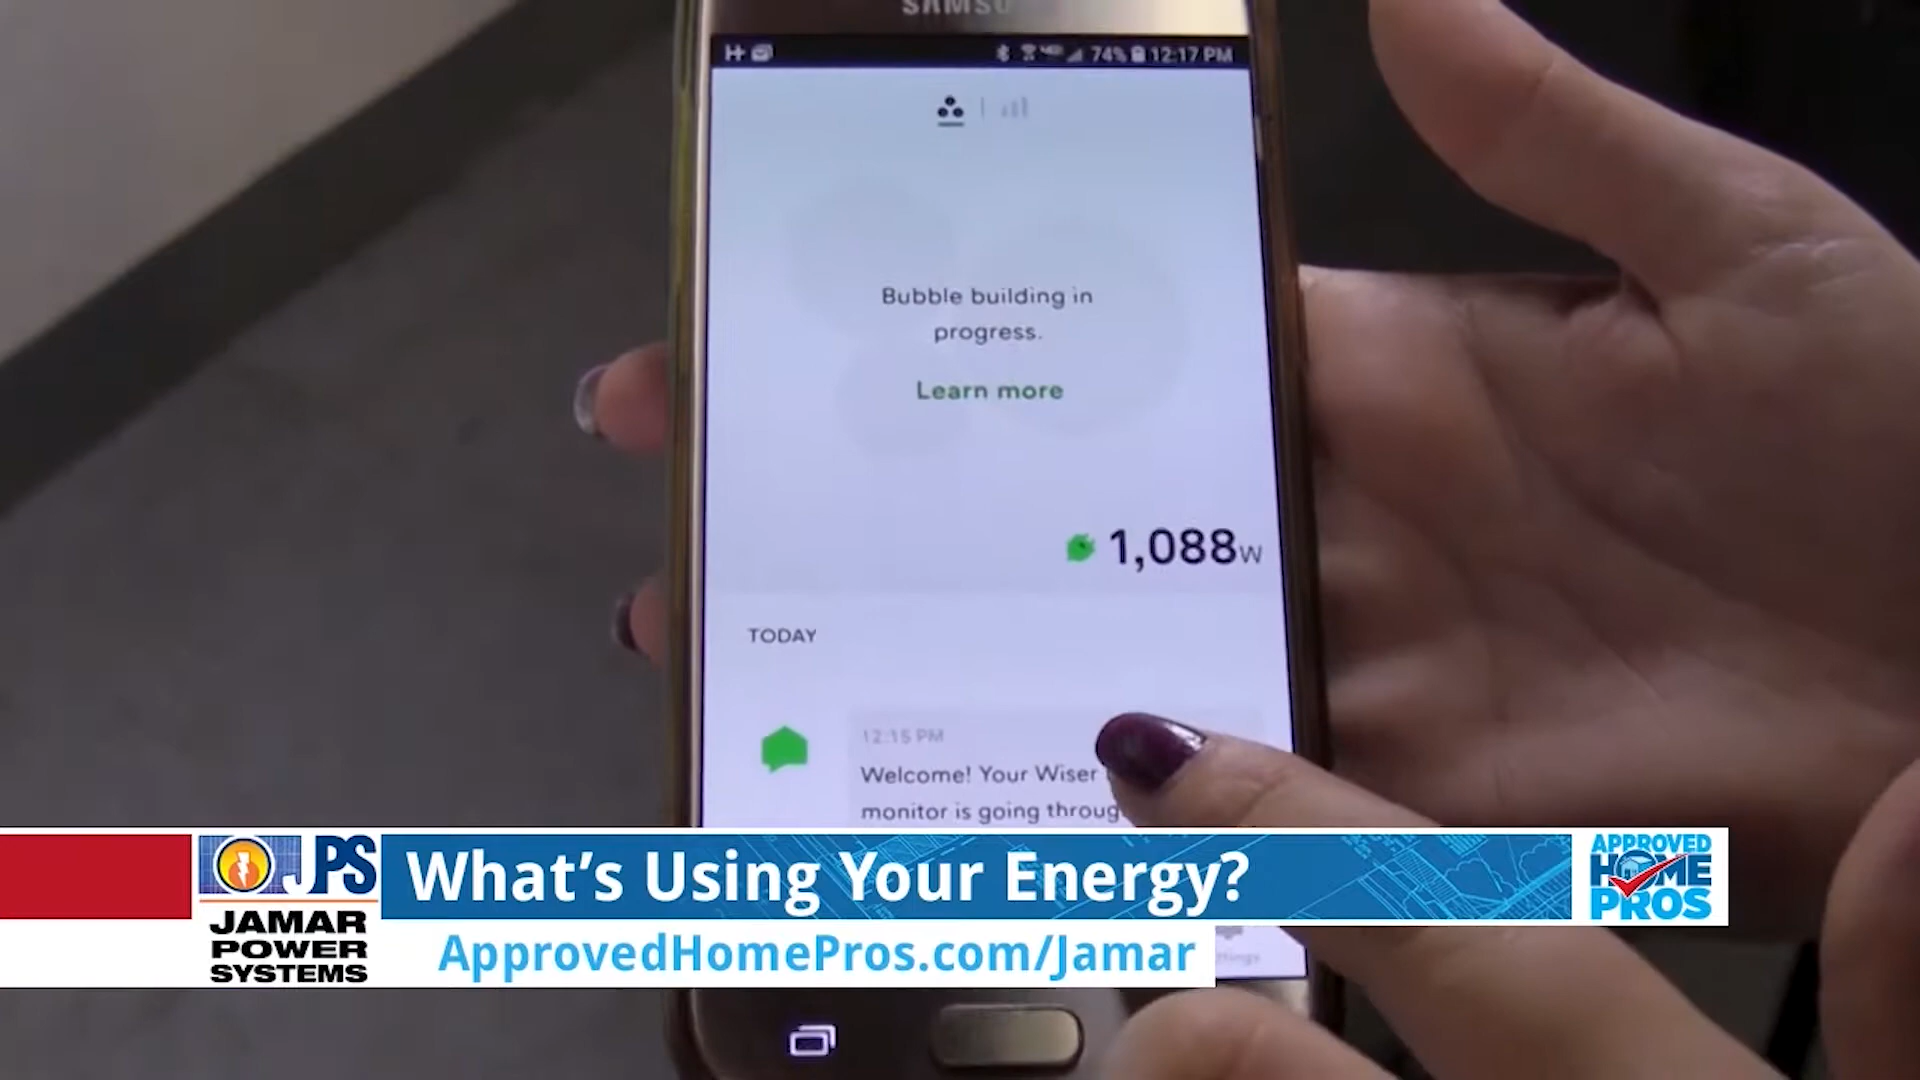 SAMSU
74% 12:17 PM
Bubble building in
progress.
Learn more
1,088W
TODAY
12:15 PM
Welcome! Your Wiser
monitor is going throug
JPS
JAMAR
POWER
SYSTEMS
What's Using Your Energy?
ApprovedHomePros.com/Jamar
APPROVED
HOME
PROS